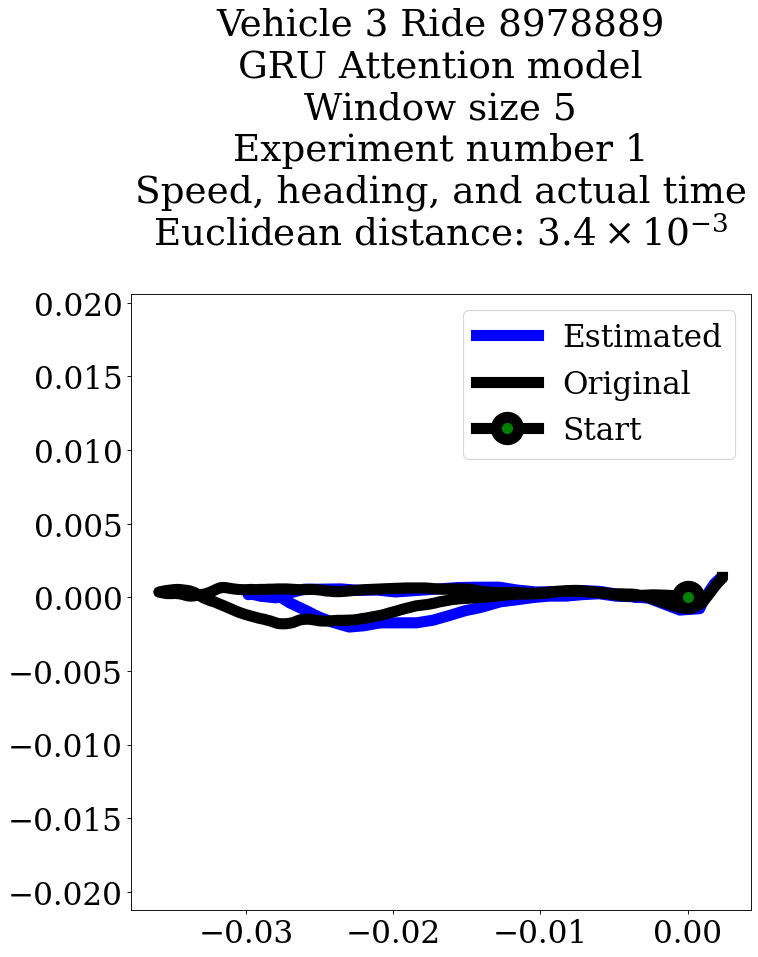 Vehicle 3 Ride 8978889
GRU Attention model
Window size 5
Experiment number 1
Speed, heading, and actual time
Euclidean distance: 3.4 × 10⁻³
Estimated
Original
Start
0.020
0.015
0.010
0.005
0.000
−0.005
−0.010
−0.015
−0.020
−0.03 −0.02 −0.01 0.00